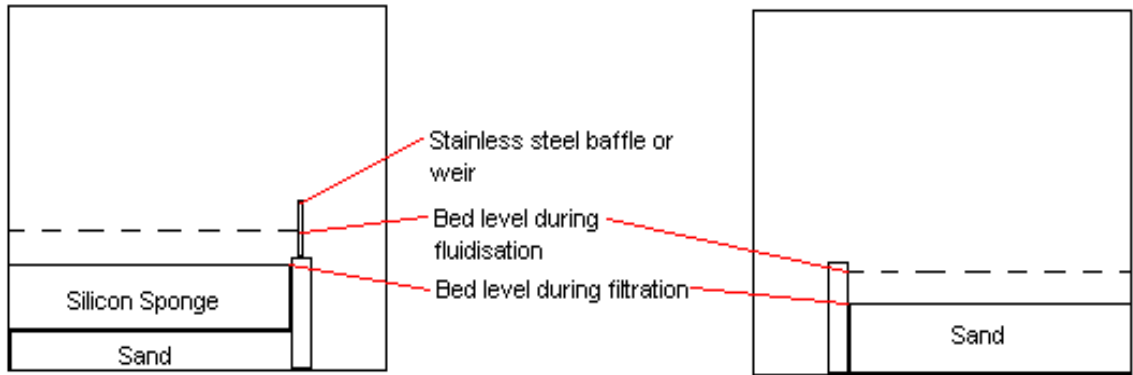 Stainless steel baffle or
weir
Bed level during
fluidisation
Bed level during filtration
Silicon Sponge
Sand
Sand